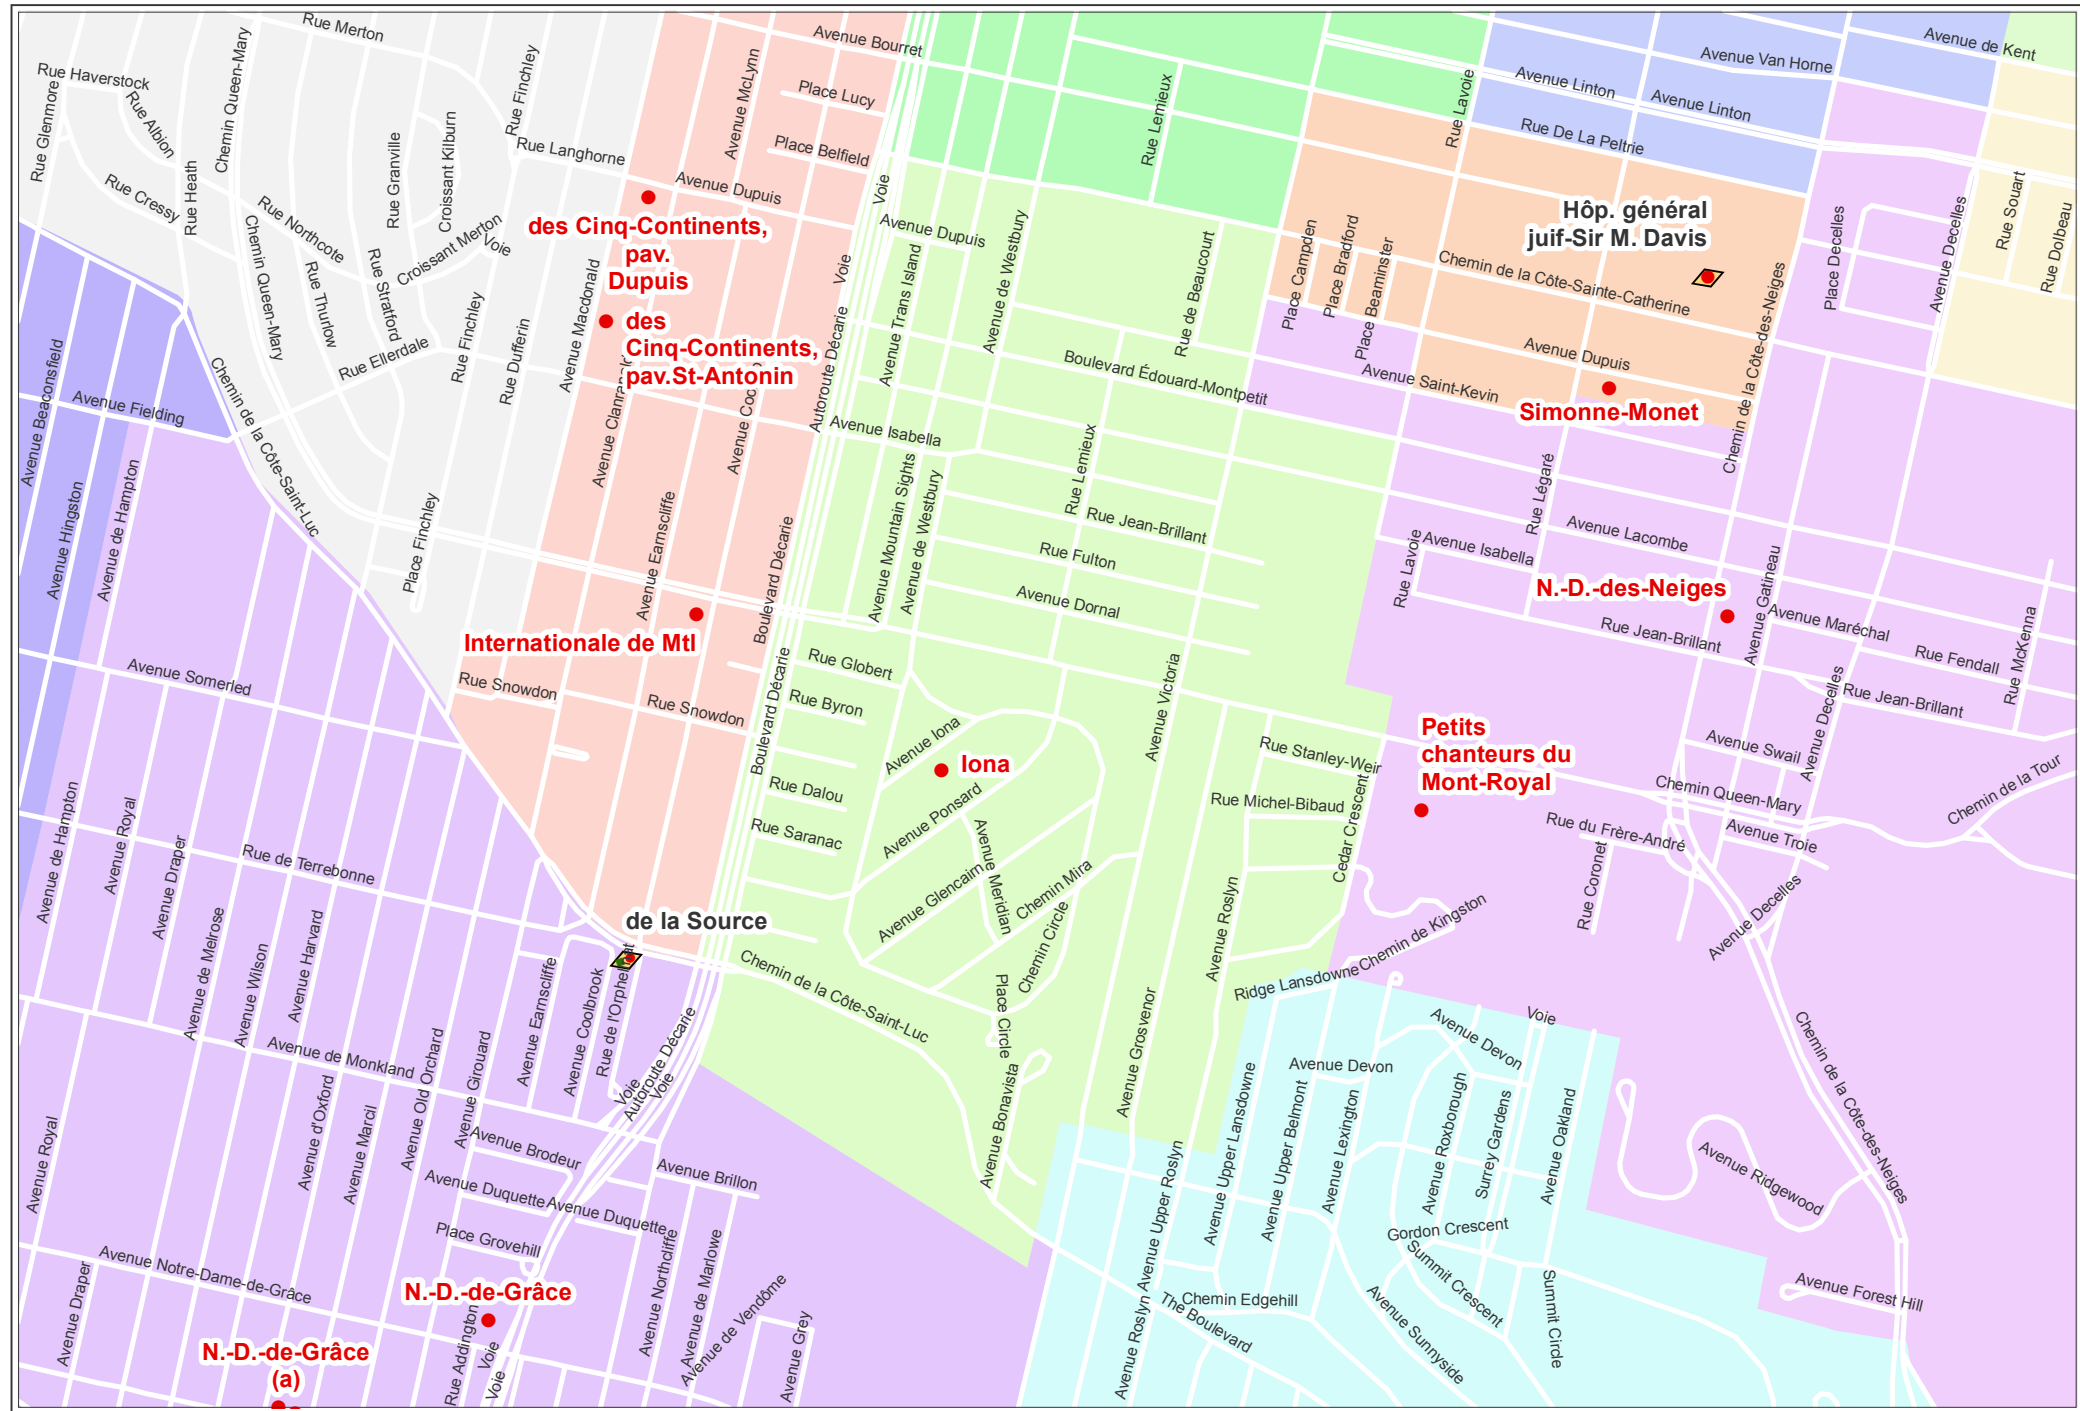 Rue Merton
Avenue Bourret
Avenue de Kent
Avenue Van Horne
Rue Haverstock
Chemin Queen-Mary
Rue Finchley
Avenue McLynn
Place Lucy
Rue Lemieux
Rue Lavoie
Avenue Linton
Avenue Linton
Rue Glenmore
Rue Albion
Rue De La Peltrie
Rue Heath
Rue Granville
Croissant Kilburn
Rue Langhorne
Place Belfield
Avenue Dupuis
Voie
Rue Cressy
Rue Northcote
Chemin Queen-Mary
Croissant Merton
Voie
des Cinq-Continents,
pav.
Dupuis
Avenue Dupuis
Avenue de Westbury
Hôp. général
juif-Sir M. Davis
Place Decelles
Avenue Decelles
Rue Souart
Rue Dolbeau
Rue Thurlow
Rue Stratford
Avenue Macdonald
Voie
Avenue Trans Island
Rue de Beaucourt
Place Campden
Place Bradford
Place Beaminster
Chemin de la Côte-Sainte-Catherine
Chemin de la Côte-des-Neiges
des
Cinq-Continents,
pav.St-Antonin
Rue Ellerdale
Rue Finchley
Rue Dufferin
Autoroute Décarie
Boulevard Édouard-Montpetit
Avenue Saint-Kevin
Avenue Dupuis
Simonne-Monet
Avenue Beaconsfield
Avenue Fielding
Chemin de la Côte-Saint-Luc
Avenue Isabella
Rue Lemieux
Avenue Hingston
Avenue de Hampton
Place Finchley
Avenue Earnscliffe
Boulevard Décarie
Avenue Mountain Sights
Avenue de Westbury
Rue Jean-Brillant
Rue Fulton
Avenue Dornal
Rue Légaré
Avenue Lacombe
Rue Lavoie
Avenue Isabella
N.-D.-des-Neiges
Avenue Gatineau
Avenue Maréchal
Rue Jean-Brillant
Rue Fendall
Rue McKenna
Internationale de Mtl
Avenue Somerled
Rue Snowdon
Rue Snowdon
Boulevard Décarie
Rue Globert
Rue Byron
Avenue Iona
Iona
Avenue Victoria
Rue Stanley-Weir
Petits
chanteurs du
Mont-Royal
Rue Jean-Brillant
Avenue Swail
Avenue Decelles
Chemin Queen-Mary
Chemin de la Tour
Rue Dalou
Rue Saranac
Avenue Ponsard
Avenue Meridian
Rue Michel-Bibaud
Cedar Crescent
Rue du Frère-André
Avenue Troie
Avenue de Hampton
Avenue Royal
Avenue Draper
Rue de Terrebonne
Avenue Glencairn
Chemin Mira
Chemin Circle
Avenue Roslyn
Rue Coronet
Avenue Decelles
Chemin de Kingston
Avenue de Melrose
Avenue Wilson
Avenue Harvard
de la Source
Chemin de la Côte-Saint-Luc
Place Circle
Ridge Lansdowne
Avenue Earnscliffe
Avenue Coolbrook
Autoroute Décarie
Voie
Voie
Avenue de Monkland
Avenue Old Orchard
Avenue Girouard
Avenue Grosvenor
Avenue Devon
Avenue Devon
Voie
Chemin de la Côte-des-Neiges
Avenue Royal
Avenue d'Oxford
Avenue Marcil
Avenue Brodeur
Avenue Brillon
Avenue Bonavista
Avenue Upper Lansdowne
Avenue Upper Belmont
Avenue Lexington
Avenue Roxborough
Surrey Gardens
Avenue Oakland
Avenue Ridgewood
Avenue Duquette
Avenue Duquette
Place Grovehill
Avenue Upper Roslyn
Gordon Crescent
Summit Crescent
Summit Circle
Avenue Forest Hill
Avenue Notre-Dame-de-Grâce
Avenue Draper
N.-D.-de-Grâce
Avenue Northcliffe
Avenue de Marlowe
Avenue de Vendôme
Avenue Grey
Chemin Edgehill
The Boulevard
Avenue Sunnyside
Avenue Roslyn
N.-D.-de-Grâce
(a)
Rue Addington
Voie
Voie